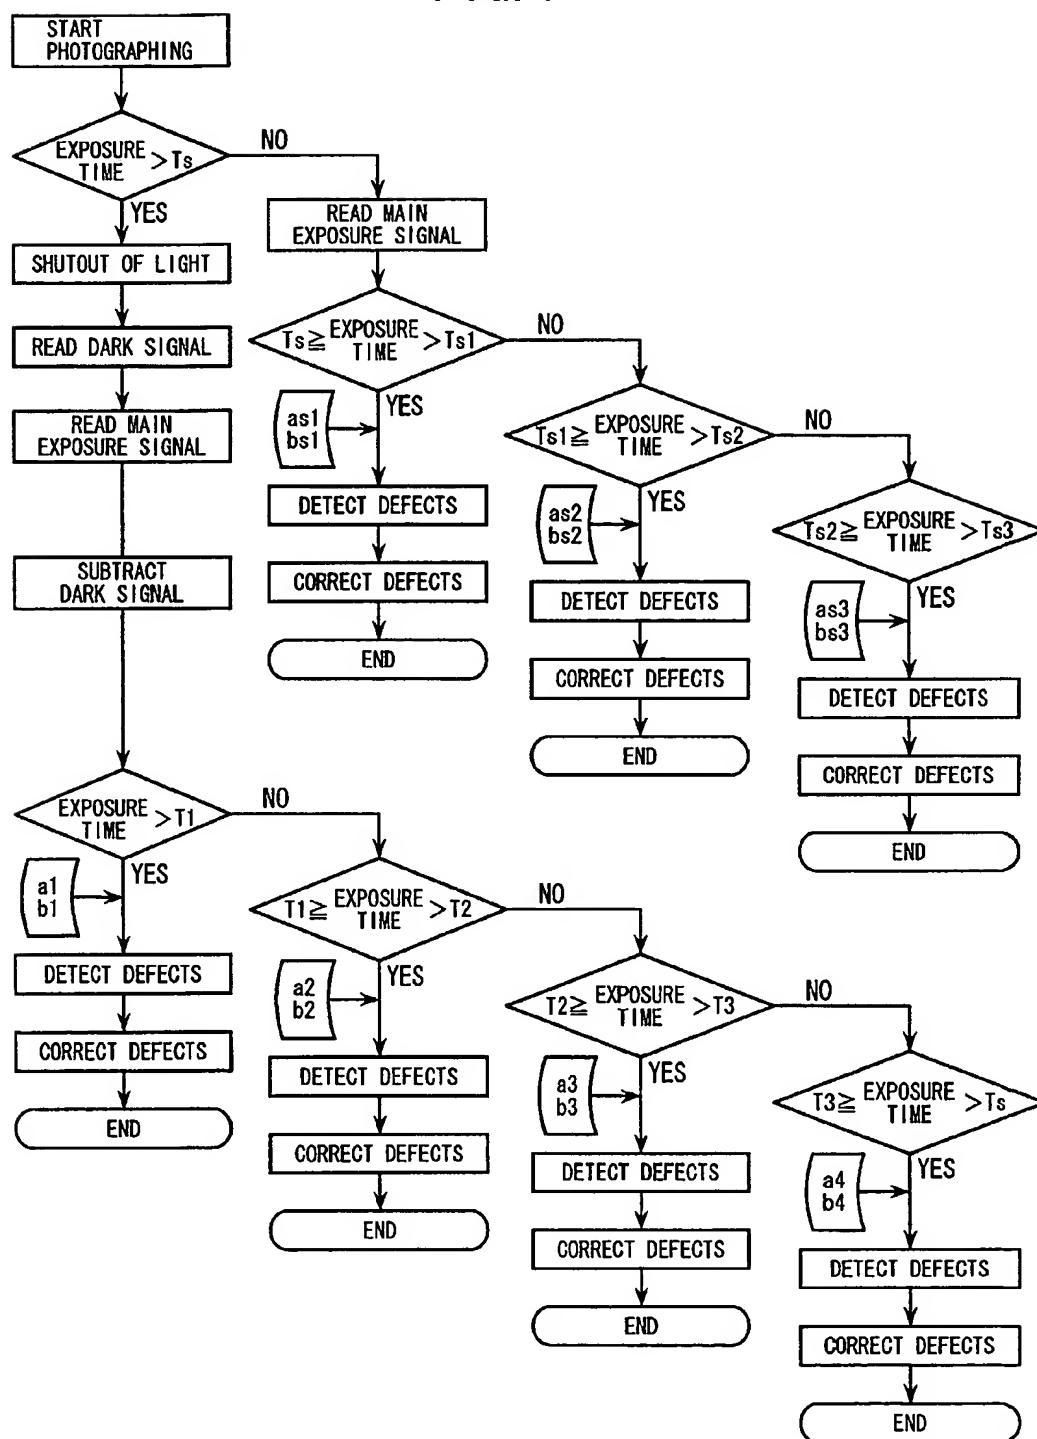 START
PHOTOGRAPHING
EXPOSURE
TIME
>Ts
NO
YES
SHUTOUT OF LIGHT
READ DARK SIGNAL
READ MAIN
EXPOSURE SIGNAL
SUBTRACT
DARK SIGNAL
READ MAIN
EXPOSURE SIGNAL
Ts≧ EXPOSURE
TIME
>Ts1
NO
YES
as1
bs1
DETECT DEFECTS
CORRECT DEFECTS
END
Ts1≧ EXPOSURE
TIME
>Ts2
NO
YES
as2
bs2
DETECT DEFECTS
CORRECT DEFECTS
END
Ts2≧ EXPOSURE
TIME
>Ts3
YES
as3
bs3
DETECT DEFECTS
CORRECT DEFECTS
END
EXPOSURE
TIME
>T1
NO
YES
a1
b1
DETECT DEFECTS
CORRECT DEFECTS
END
T1≧ EXPOSURE
TIME
>T2
NO
YES
a2
b2
DETECT DEFECTS
CORRECT DEFECTS
END
T2≧ EXPOSURE
TIME
>T3
NO
YES
a3
b3
DETECT DEFECTS
CORRECT DEFECTS
END
T3≧ EXPOSURE
TIME
>Ts
YES
a4
b4
DETECT DEFECTS
CORRECT DEFECTS
END